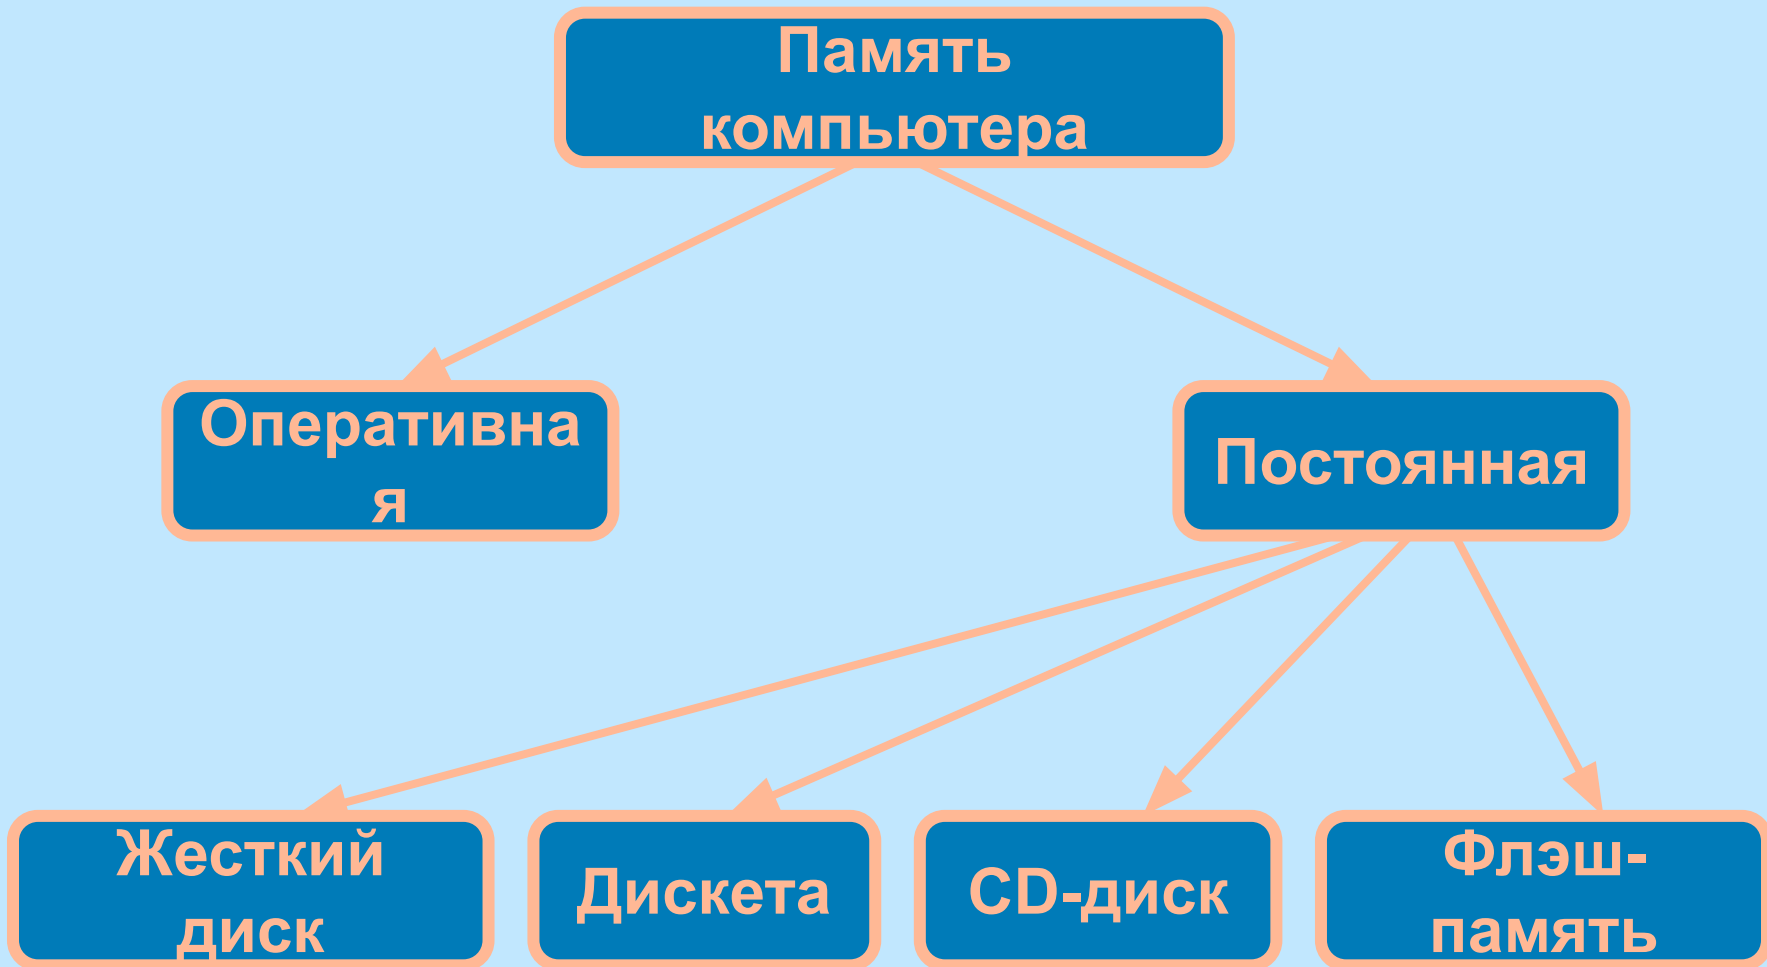 Память
компьютера
Оперативна
я
Постоянная
Жесткий
диск
Дискета
CD-диск
Флэш-
память